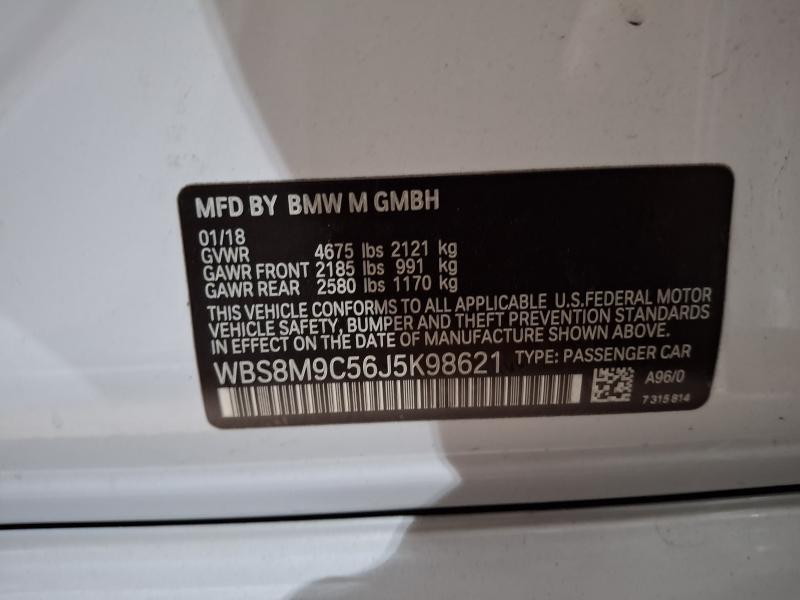 MFD BY BMW M GMBH
01/18
GVWR 4675 lbs 2121 kg
GAWR FRONT 2185 lbs 991 kg
GAWR REAR 2580 lbs 1170 kg
THIS VEHICLE CONFORMS TO ALL APPLICABLE U.S.FEDERAL MOTOR
VEHICLE SAFETY, BUMPER AND THEFT PREVENTION STANDARDS
IN EFFECT ON THE DATE OF MANUFACTURE SHOWN ABOVE.
WBS8M9C56J5K98621 TYPE: PASSENGER CAR
A96/0
7 315 814